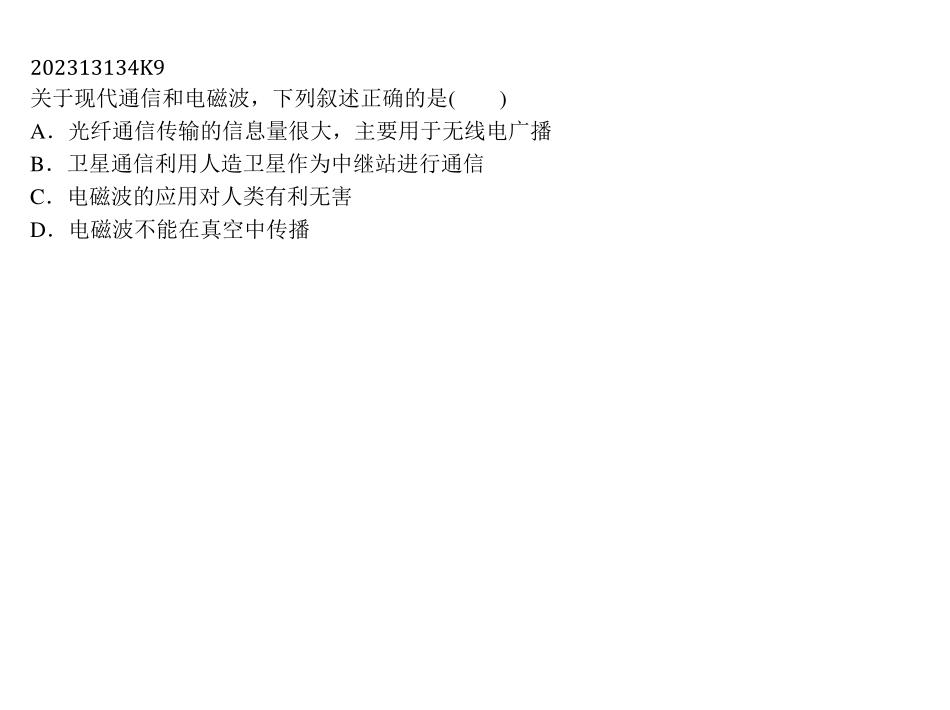 202313134K9
关于现代通信和电磁波，下列叙述正确的是(　　)
A．光纤通信传输的信息量很大，主要用于无线电广播
B．卫星通信利用人造卫星作为中继站进行通信
C．电磁波的应用对人类有利无害
D．电磁波不能在真空中传播